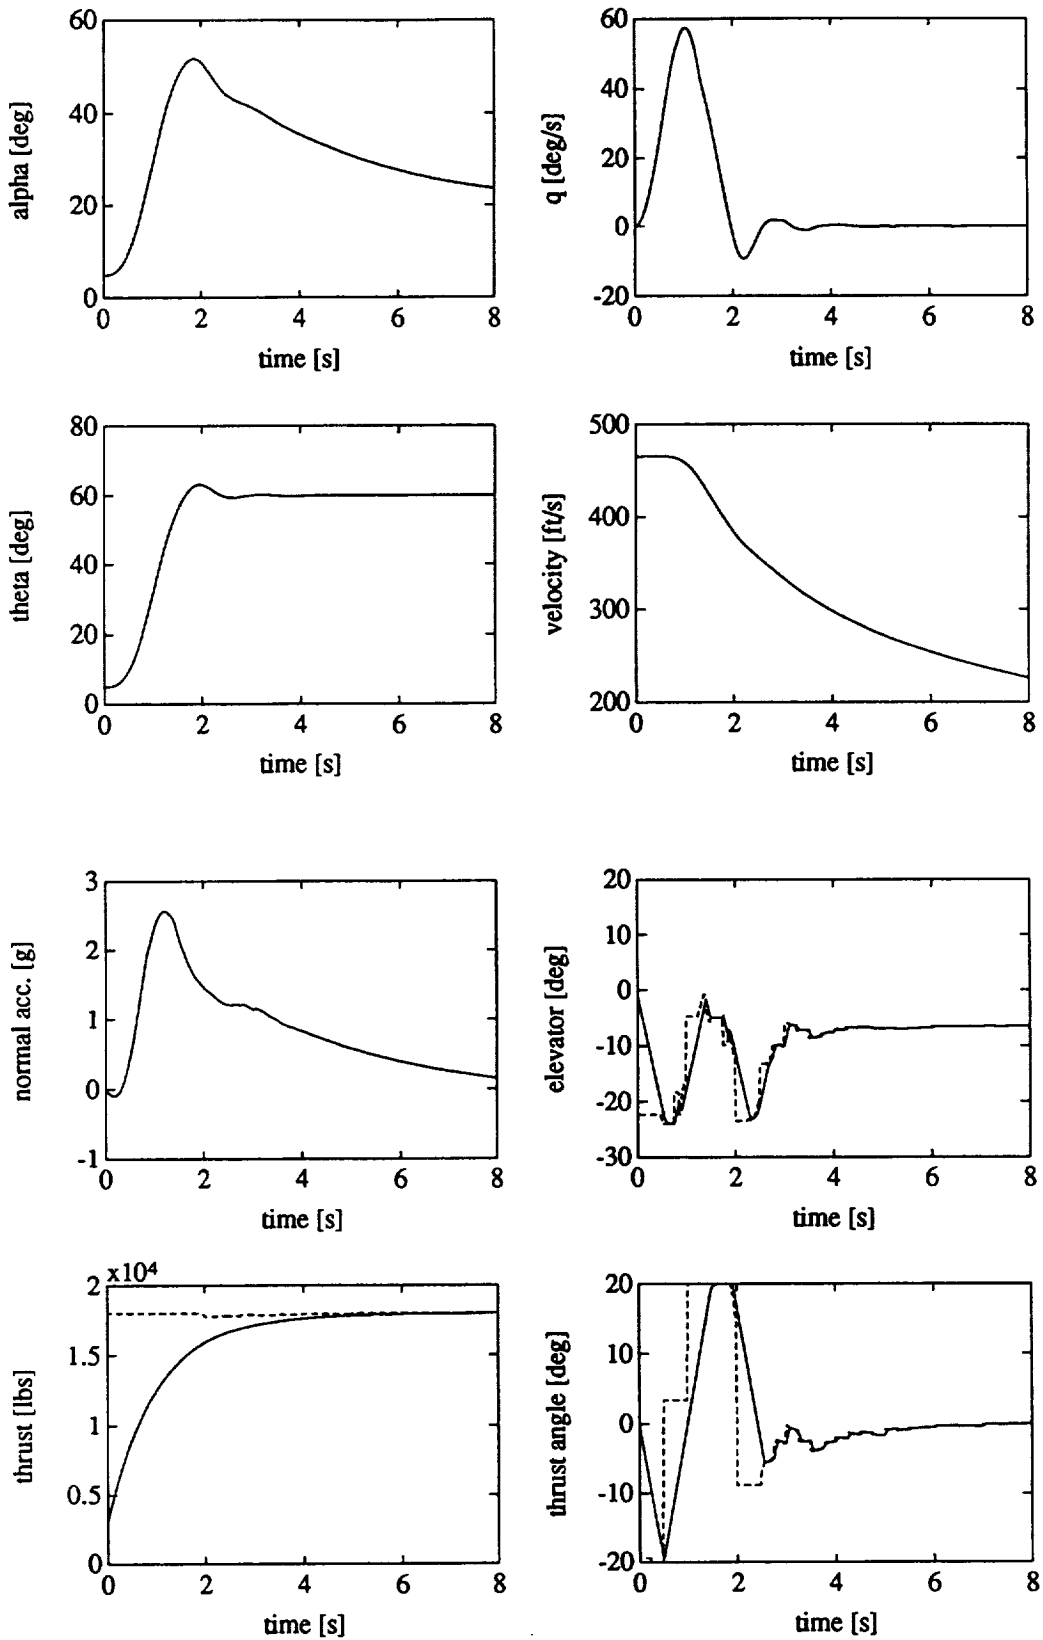 60
40
20
0
alpha [deg]
0 2 4 6 8
time [s]
60
40
20
0
-20
q [deg/s]
0 2 4 6 8
time [s]
80
60
40
20
0
theta [deg]
0 2 4 6 8
time [s]
500
400
300
200
velocity [ft/s]
0 2 4 6 8
time [s]
3
2
1
0
-1
normal acc. [g]
0 2 4 6 8
time [s]
20
10
0
-10
-20
-30
elevator [deg]
0 2 4 6 8
time [s]
x10⁴
2
1.5
1
0.5
0
thrust [lbs]
0 2 4 6 8
time [s]
20
10
0
-10
-20
thrust angle [deg]
0 2 4 6 8
time [s]